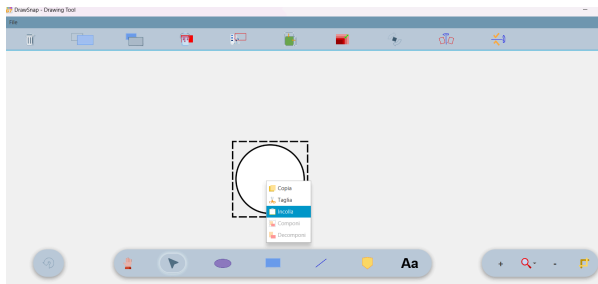 DrawSnap - Drawing Tool
File
Copia
Taglia
Incolla
Componi
Decomponi
Aa
+
-